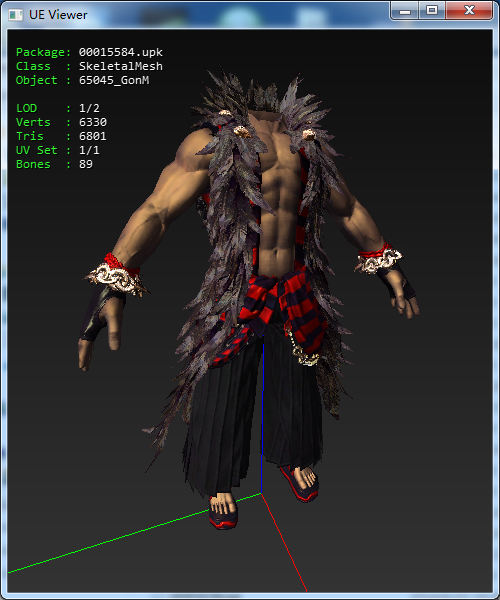 UE Viewer
Package: 00015584.upk
Class : SkeletalMesh
Object : 65045_GonM
LOD : 1/2
Verts : 6330
Tris : 6801
UV Set : 1/1
Bones : 89